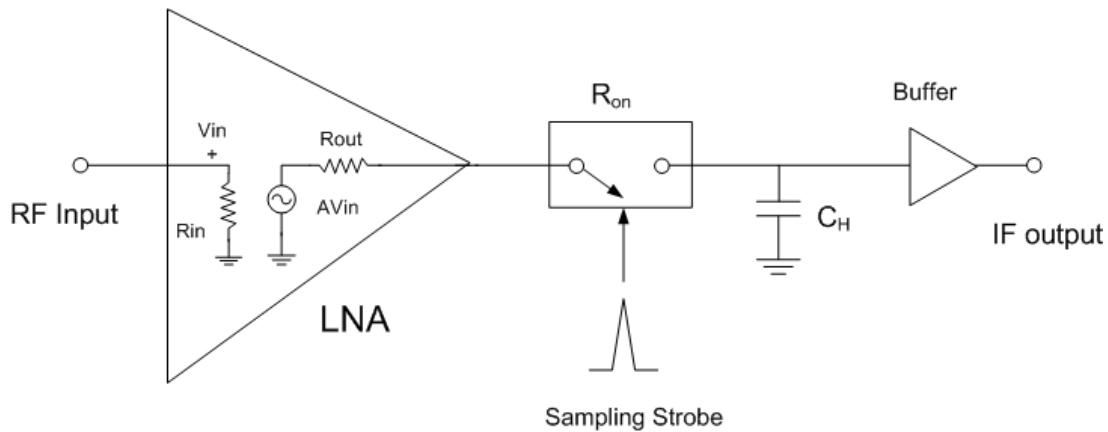 RF Input
Vin
+
Rin
Rout
AVin
LNA
Ron
Sampling Strobe
CH
Buffer
IF output